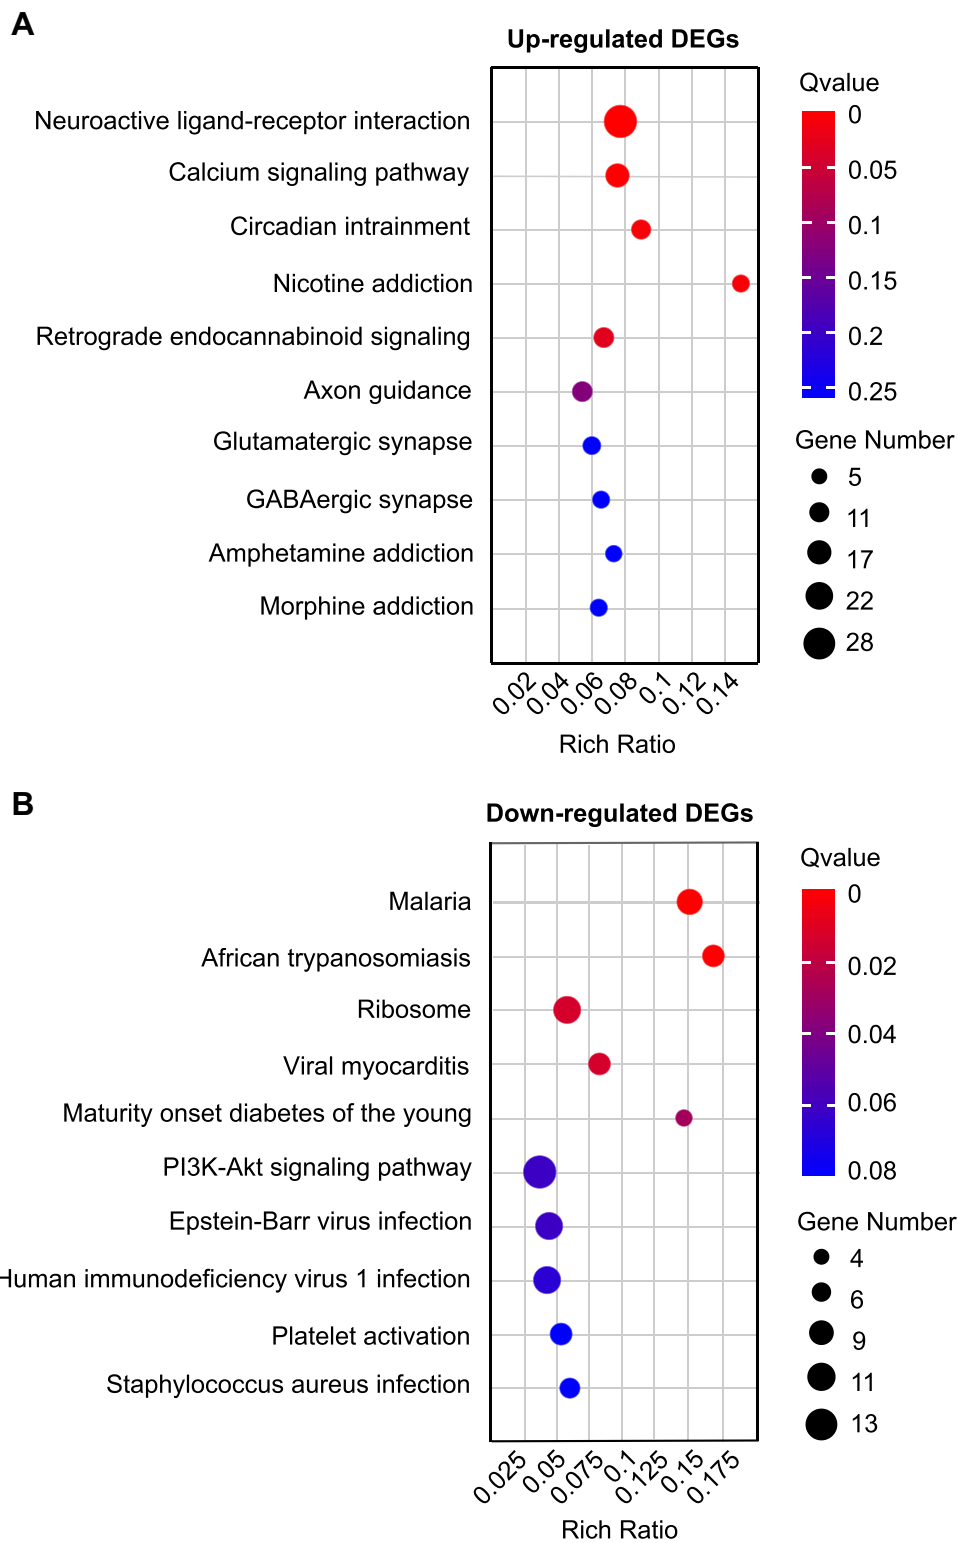 A
Up-regulated DEGs
Neuroactive ligand-receptor interaction
Calcium signaling pathway
Circadian intrainment
Nicotine addiction
Retrograde endocannabinoid signaling
Axon guidance
Glutamatergic synapse
GABAergic synapse
Amphetamine addiction
Morphine addiction
0.02 0.04 0.06 0.08 0.1 0.12 0.14
Rich Ratio
Qvalue
0
0.05
0.1
0.15
0.2
0.25
Gene Number
5
11
17
22
28
B
Down-regulated DEGs
Malaria
African trypanosomiasis
Ribosome
Viral myocarditis
Maturity onset diabetes of the young
PI3K-Akt signaling pathway
Epstein-Barr virus infection
Human immunodeficiency virus 1 infection
Platelet activation
Staphylococcus aureus infection
0.025 0.05 0.075 0.1 0.125 0.15 0.175
Rich Ratio
Qvalue
0
0.02
0.04
0.06
0.08
Gene Number
4
6
9
11
13